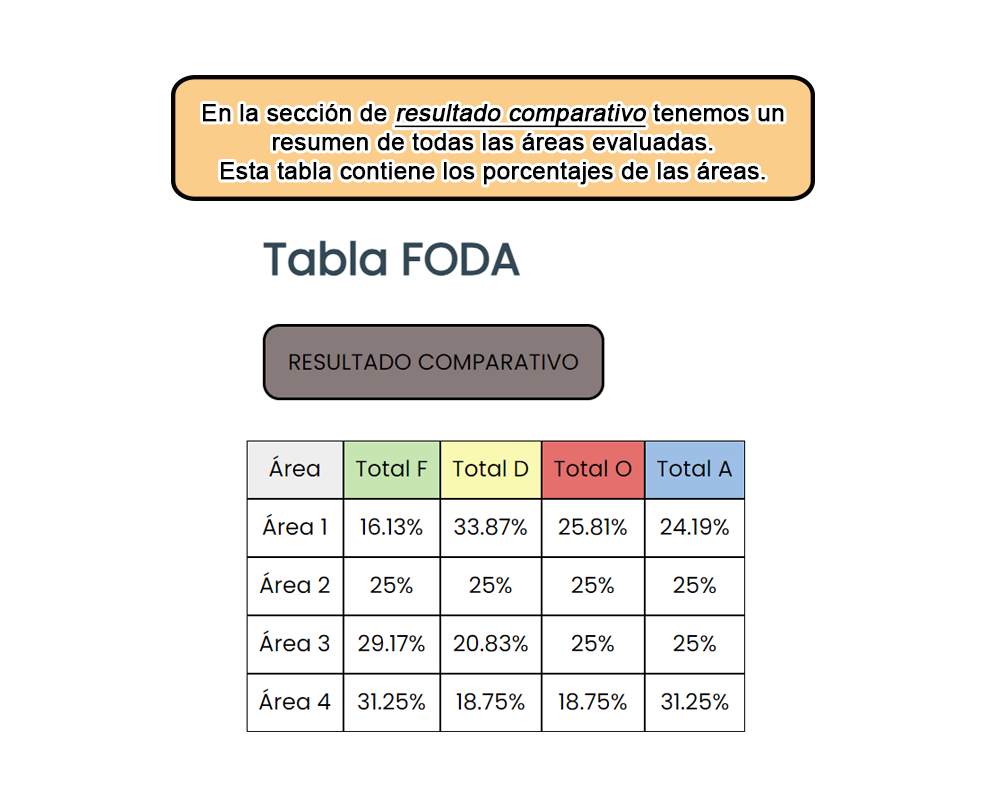 En la sección de resultado comparativo tenemos un
resumen de todas las áreas evaluadas.
Esta tabla contiene los porcentajes de las áreas.
Tabla FODA
RESULTADO COMPARATIVO
Área Total F Total D Total O Total A
Área 1 16.13% 33.87% 25.81% 24.19%
Área 2 25% 25% 25% 25%
Área 3 29.17% 20.83% 25% 25%
Área 4 31.25% 18.75% 18.75% 31.25%